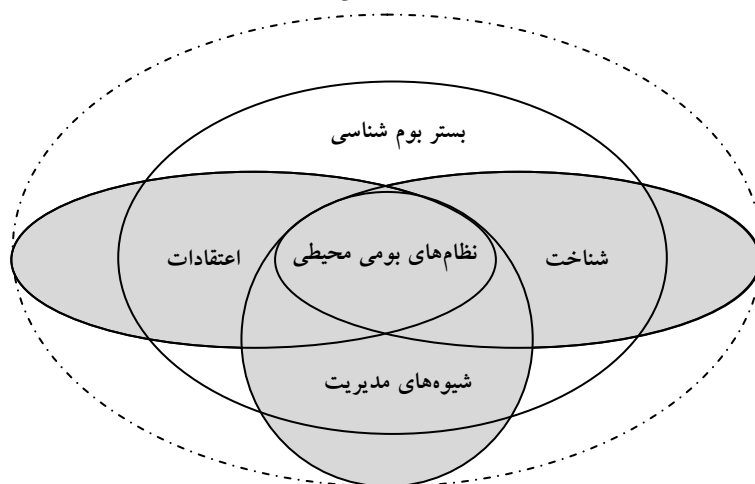 بستر بوم شناسی
شناخت
نظام‌های بومی محیطی
اعتقادات
شیوه‌های مدیریت